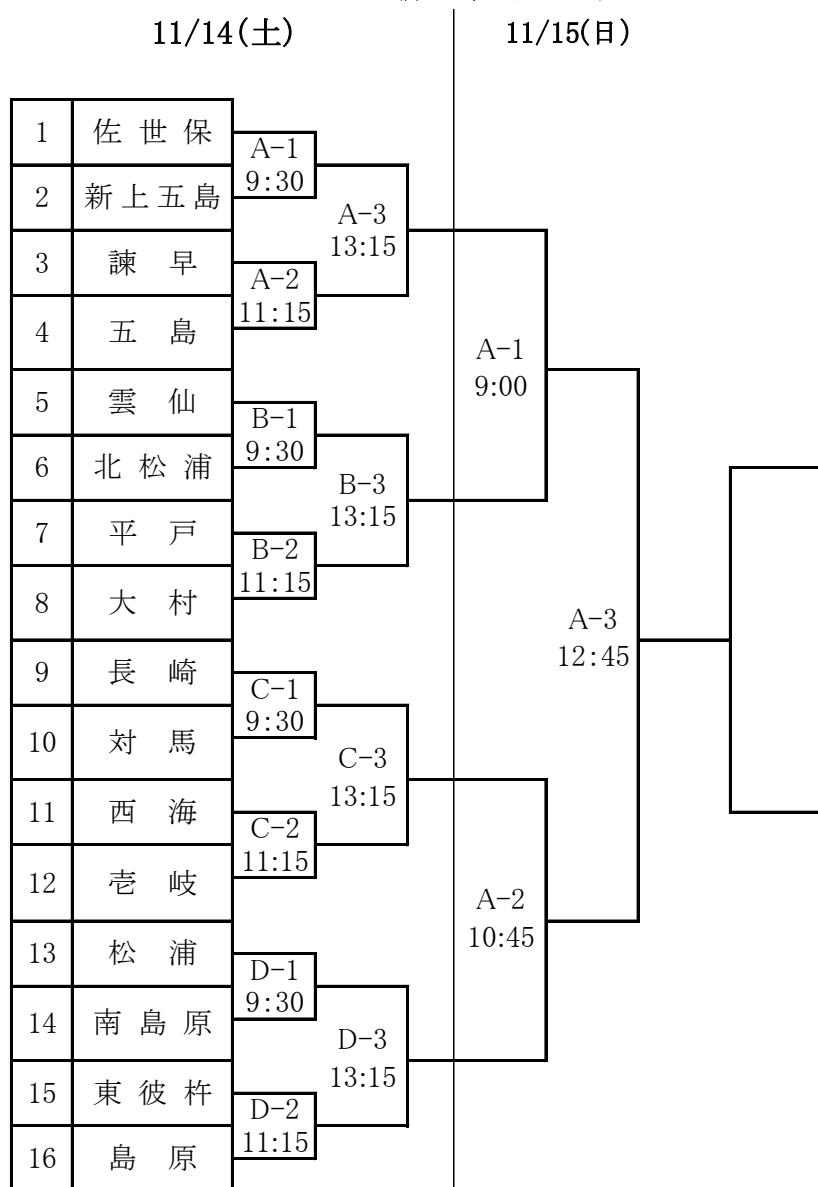 11/14(土)
11/15(日)
1 佐世保
2 新上五島
3 諫早
4 五島
5 雲仙
6 北松浦
7 平戸
8 大村
9 長崎
10 対馬
11 西海
12 壱岐
13 松浦
14 南島原
15 東彼杵
16 島原
A-1
9:30
A-2
11:15
B-1
9:30
B-2
11:15
C-1
9:30
C-2
11:15
D-1
9:30
D-2
11:15
A-3
13:15
B-3
13:15
C-3
13:15
D-3
13:15
A-1
9:00
A-2
10:45
A-3
12:45